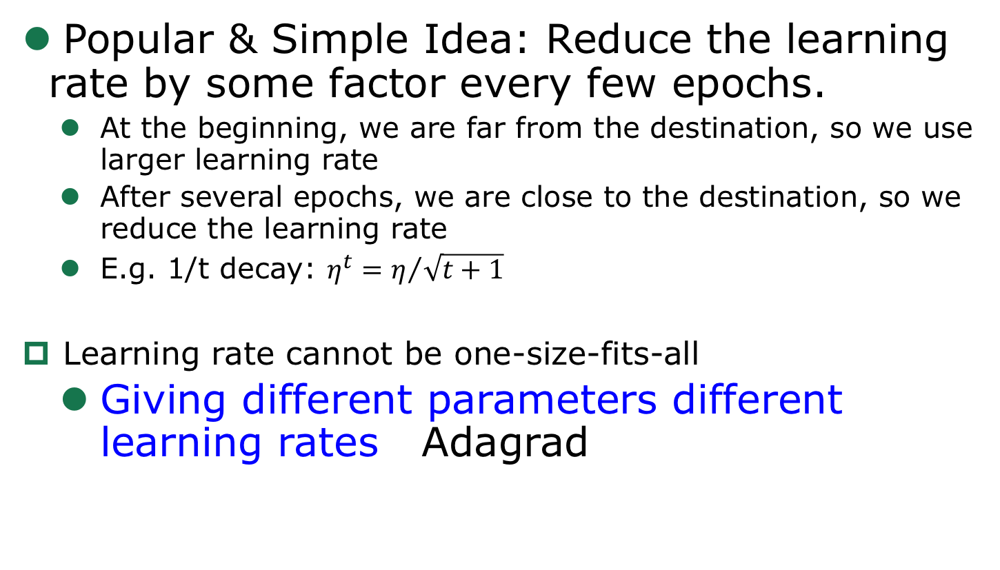 Popular & Simple Idea: Reduce the learning
rate by some factor every few epochs.
At the beginning, we are far from the destination, so we use
larger learning rate
After several epochs, we are close to the destination, so we
reduce the learning rate
E.g. 1/t decay: 𝜂ᵗ = 𝜂/√(t + 1)
Learning rate cannot be one-size-fits-all
Giving different parameters different
learning rates Adagrad